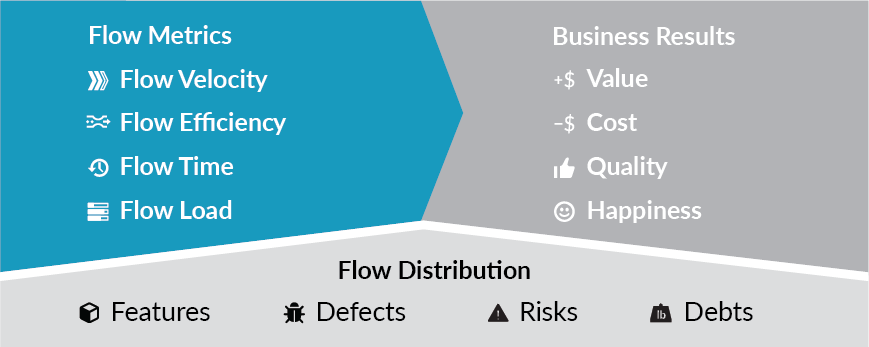 Flow Metrics
Flow Velocity
Flow Efficiency
Flow Time
Flow Load
Business Results
+$ Value
–$ Cost
Quality
Happiness
Flow Distribution
Features Defects Risks lb Debts